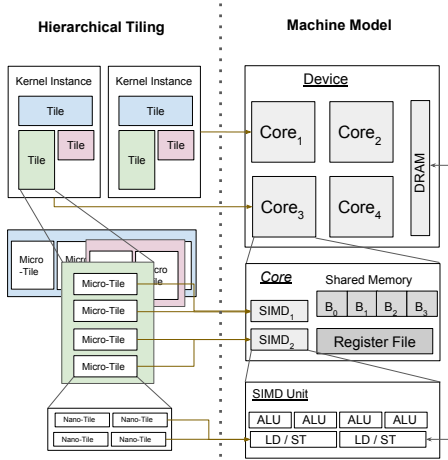 Hierarchical Tiling
Machine Model
Kernel Instance
Tile
Tile
Tile
Kernel Instance
Tile
Tile
Tile
Device
Core1
Core2
Core3
Core4
DRAM
Micro
-Tile
Micro-Tile
Micro-Tile
Micro-Tile
Micro-Tile
Core
Shared Memory
SIMD1
SIMD2
B0
B1
B2
B3
Register File
Nano-Tile
Nano-Tile
Nano-Tile
Nano-Tile
SIMD Unit
ALU
ALU
ALU
ALU
LD / ST
LD / ST